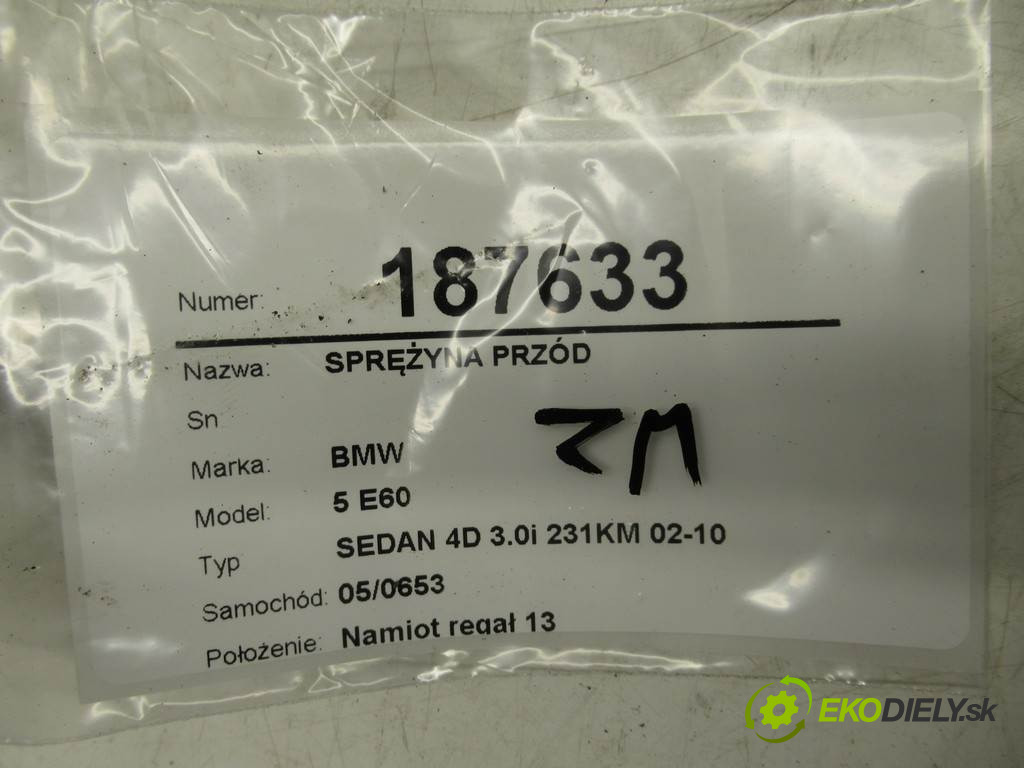 Numer: 187633
Nazwa: SPRĘŻYNA PRZÓD
Sn
Marka: BMW
Model: 5 E60
Typ SEDAN 4D 3.0i 231KM 02-10
Samochód: 05/0653
Położenie: Namiot regał 13
EKODIELY.sk